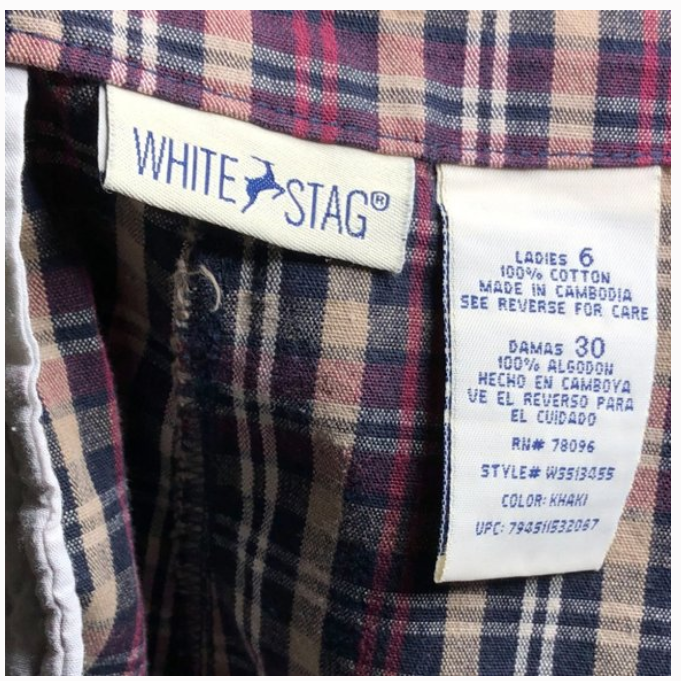 WHITE STAG®
LADIES 6
100% COTTON
MADE IN CAMBODIA
SEE REVERSE FOR CARE
DAMAS 30
100% ALGODON
HECHO EN CAMBOYA
VE EL REVERSO PARA
EL CUIDADO
RN# 78096
STYLE# WS513455
COLOR: KHAKI
UPC: 794511532067